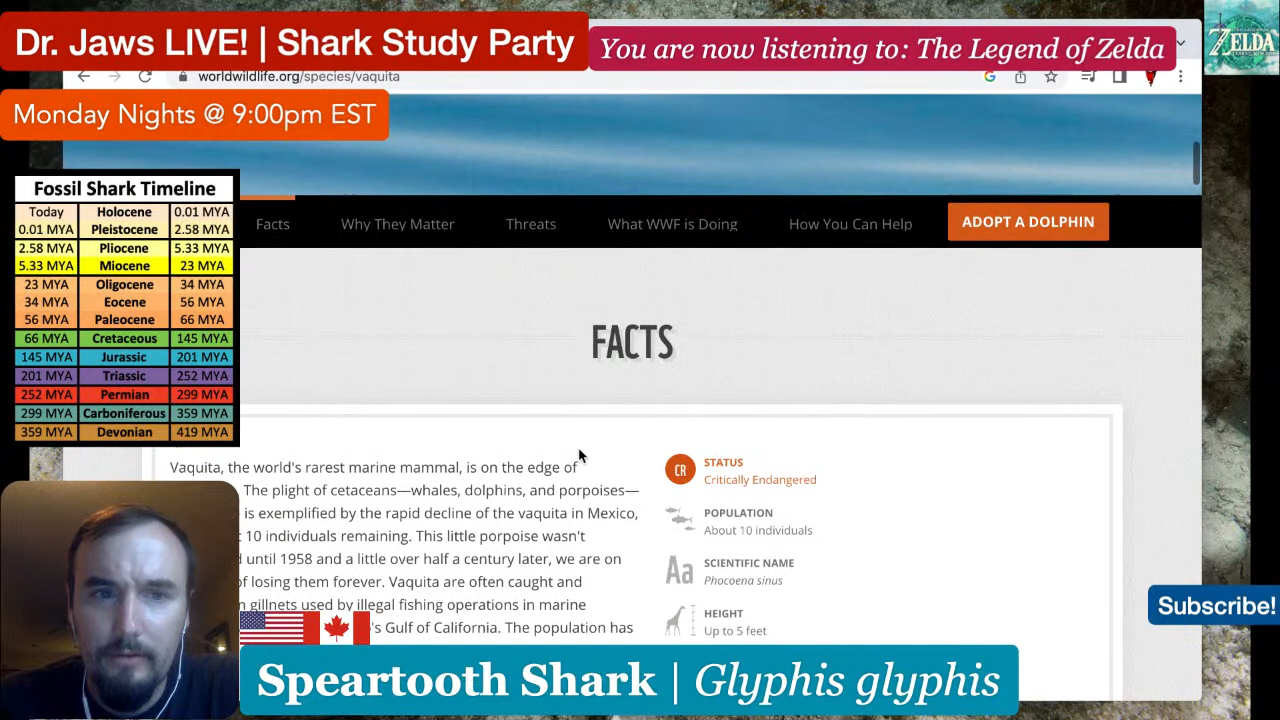 Dr. Jaws LIVE! | Shark Study Party
You are now listening to: The Legend of Zelda
ZELDA
worldwildlife.org/species/vaquita
Monday Nights @ 9:00pm EST
Facts
Why They Matter
Threats
What WWF is Doing
How You Can Help
ADOPT A DOLPHIN
Fossil Shark Timeline
Today Holocene 0.01 MYA
0.01 MYA Pleistocene 2.58 MYA
2.58 MYA Pliocene 5.33 MYA
5.33 MYA Miocene 23 MYA
23 MYA Oligocene 34 MYA
34 MYA Eocene 56 MYA
56 MYA Paleocene 66 MYA
66 MYA Cretaceous 145 MYA
145 MYA Jurassic 201 MYA
201 MYA Triassic 252 MYA
252 MYA Permian 299 MYA
299 MYA Carboniferous 359 MYA
359 MYA Devonian 419 MYA
FACTS
Vaquita, the world's rarest marine mammal, is on the edge of
The plight of cetaceans—whales, dolphins, and porpoises—
is exemplified by the rapid decline of the vaquita in Mexico,
10 individuals remaining. This little porpoise wasn't
until 1958 and a little over half a century later, we are on
of losing them forever. Vaquita are often caught and
gillnets used by illegal fishing operations in marine
Gulf of California. The population has
CR
STATUS
Critically Endangered
POPULATION
About 10 individuals
Aa
SCIENTIFIC NAME
Phocoena sinus
HEIGHT
Up to 5 feet
Subscribe!
Speartooth Shark | Glyphis glyphis